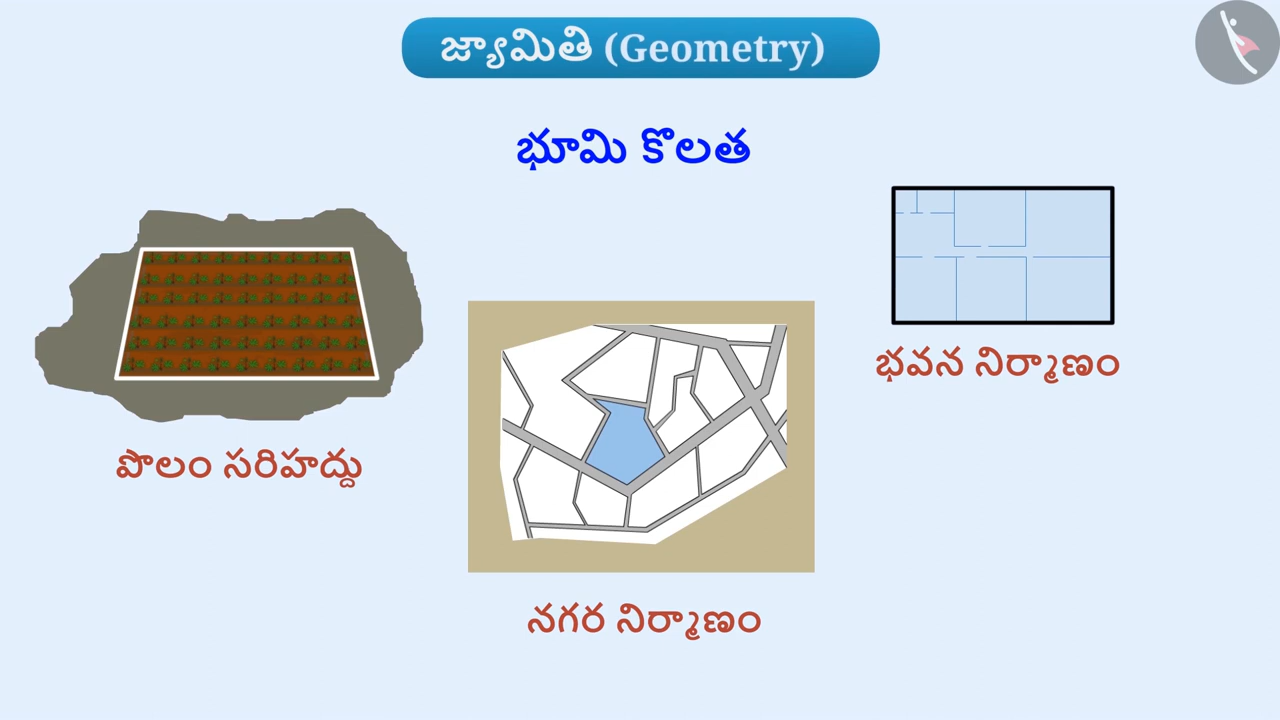 జ్యామితి (Geometry)
భూమి కొలత
పొలం సరిహద్దు
నగర నిర్మాణం
భవన నిర్మాణం